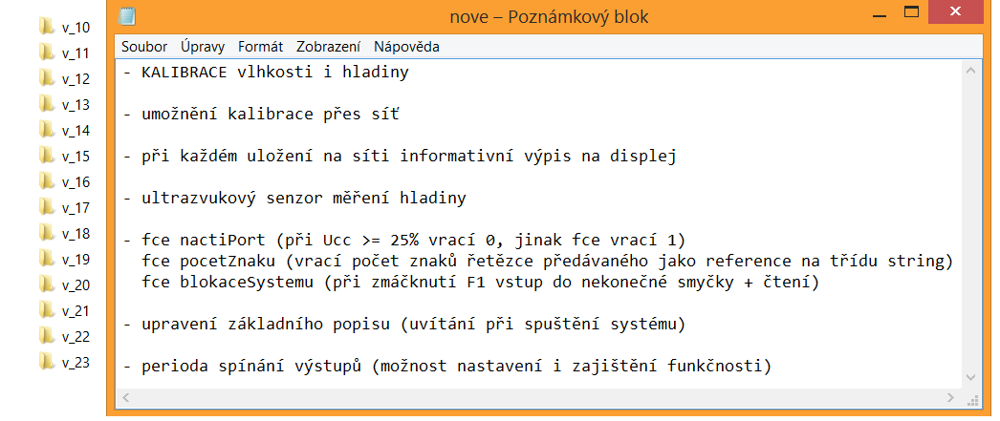 v_10
v_11
v_12
v_13
v_14
v_15
v_16
v_17
v_18
v_19
v_20
v_21
v_22
v_23
nove – Poznámkový blok
Soubor Úpravy Formát Zobrazení Nápověda
- KALIBRACE vlhkosti i hladiny
- umožnění kalibrace přes síť
- při každém uložení na síti informativní výpis na displej
- ultrazvukový senzor měření hladiny
- fce nactiPort (při Ucc >= 25% vrací 0, jinak fce vrací 1)
fce pocetZnaku (vrací počet znaků řetězce předávaného jako reference na třídu string)
fce blokaceSystemu (při zmáčknutí F1 vstup do nekonečné smyčky + čtení)
- upravení základního popisu (uvítání při spuštění systému)
- perioda spínání výstupů (možnost nastavení i zajištění funkčnosti)